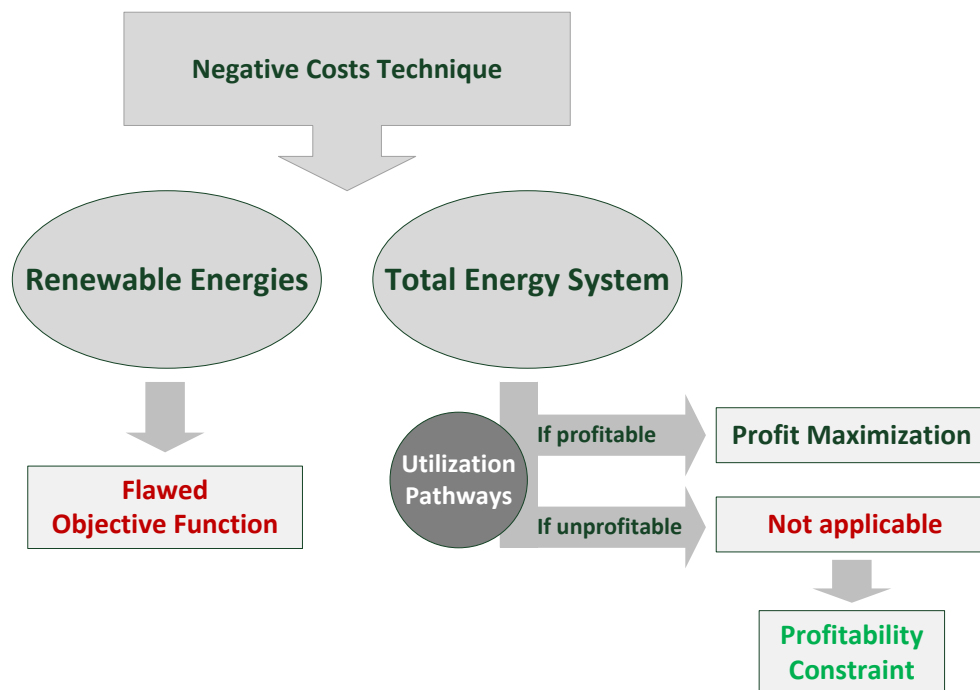 Negative Costs Technique
Renewable Energies
Total Energy System
Flawed
Objective Function
Utilization
Pathways
If profitable
Profit Maximization
If unprofitable
Not applicable
Profitability
Constraint